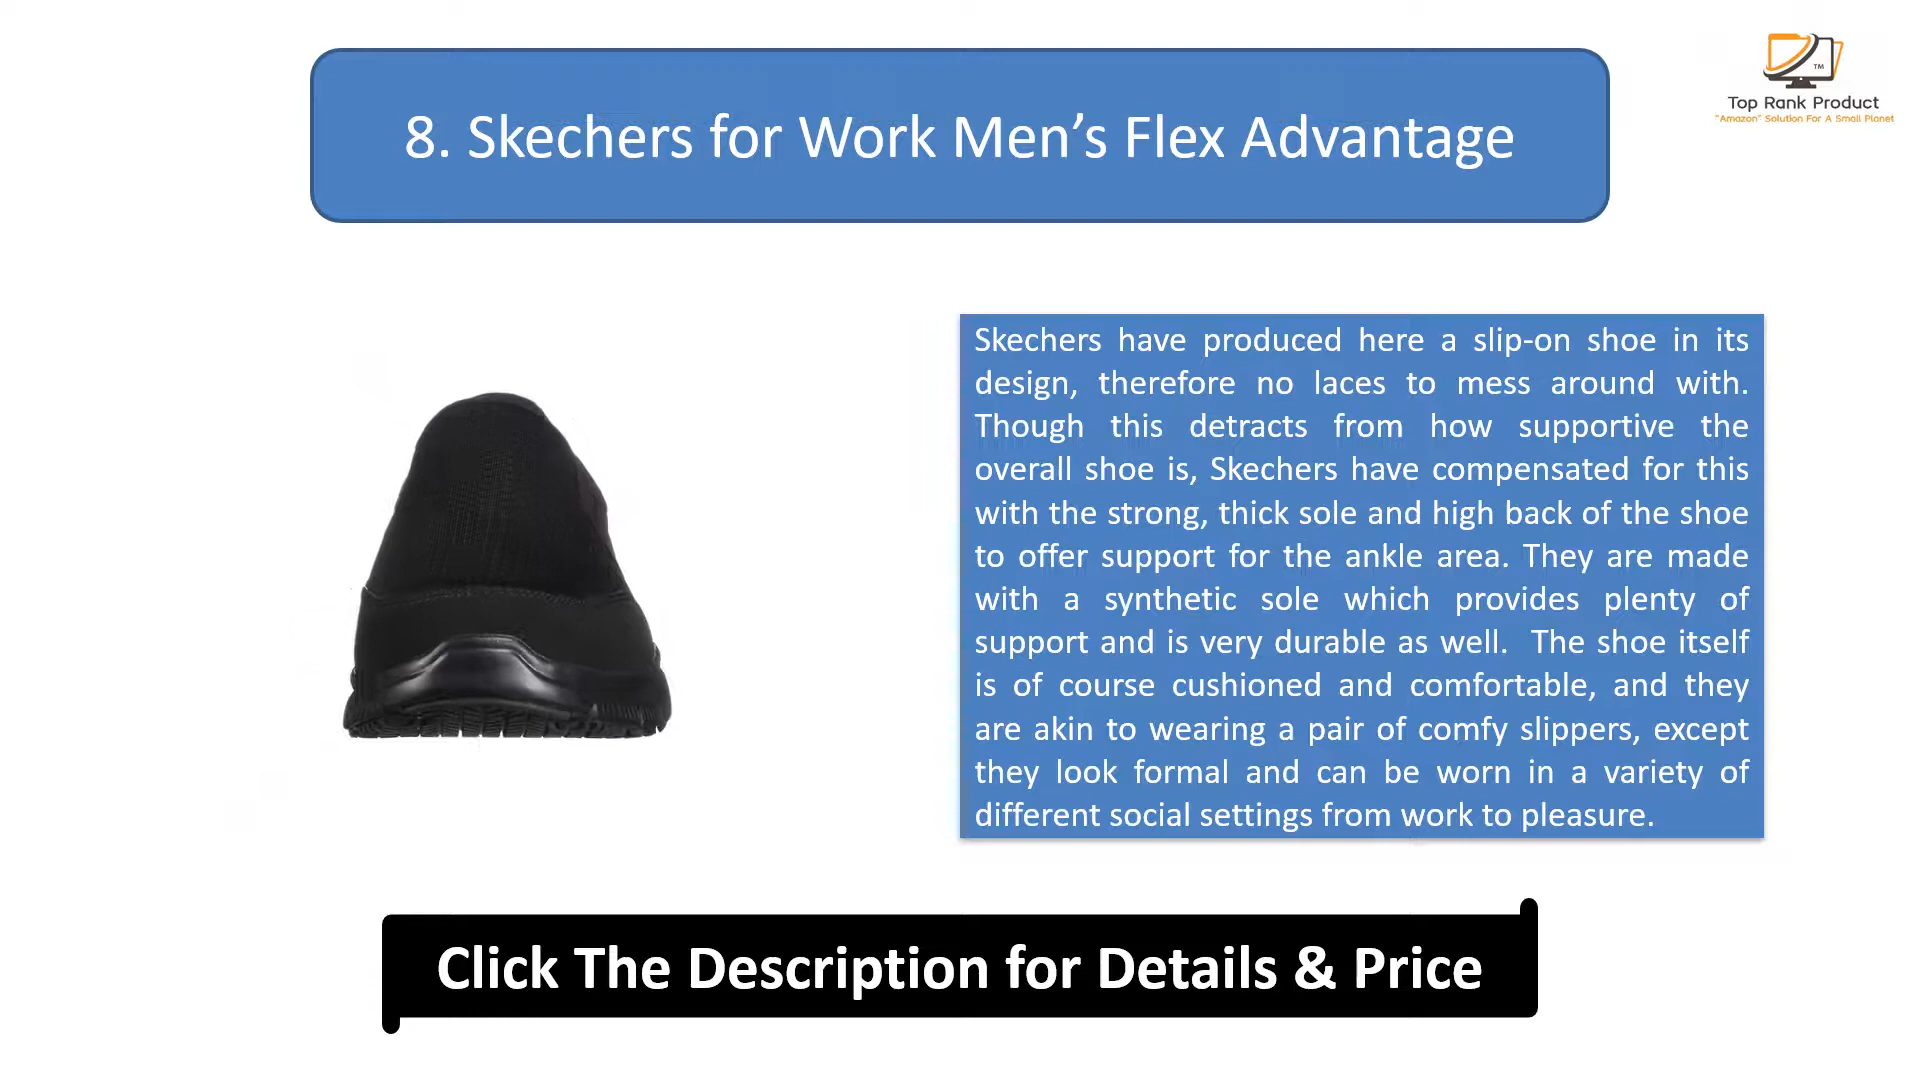 8. Skechers for Work Men’s Flex Advantage
TM
Top Rank Product
"Amazon" Solution For A Small Planet
Skechers have produced here a slip-on shoe in its
design, therefore no laces to mess around with.
Though this detracts from how supportive the
overall shoe is, Skechers have compensated for this
with the strong, thick sole and high back of the shoe
to offer support for the ankle area. They are made
with a synthetic sole which provides plenty of
support and is very durable as well. The shoe itself
is of course cushioned and comfortable, and they
are akin to wearing a pair of comfy slippers, except
they look formal and can be worn in a variety of
different social settings from work to pleasure.
Click The Description for Details & Price